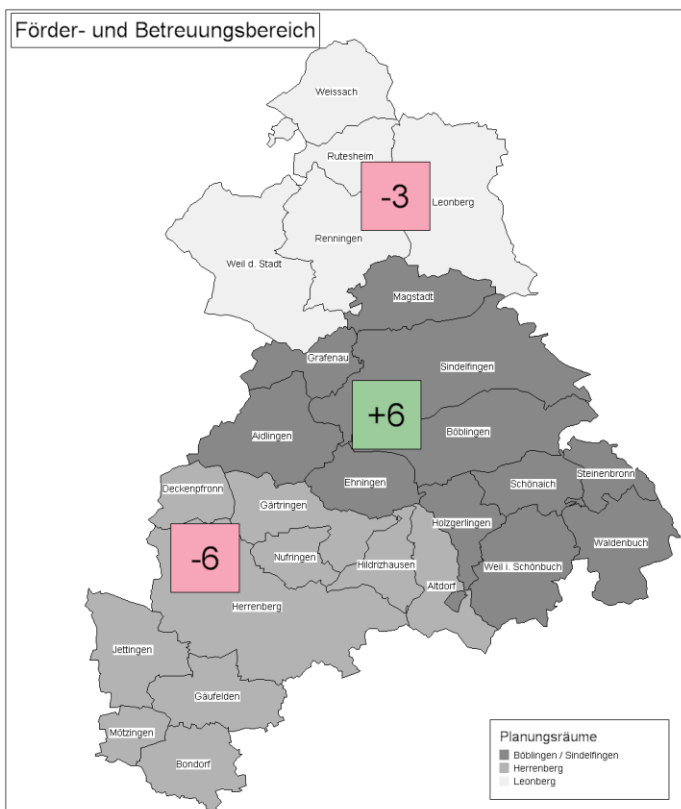 Förder- und Betreuungsbereich
Weissach
Rutesheim
-3
Leonberg
Renningen
Weil d. Stadt
Magstadt
Grafenau
Sindelfingen
+6
Aidlingen
Böblingen
Ehningen
Steinenbronn
Schönaich
Deckenpfronn
Gärtringen
Holzgerlingen
Waldenbuch
-6
Nufringen
Hildrizhausen
Weil i. Schönbuch
Altdorf
Herrenberg
Jettingen
Gäufelden
Mötzingen
Bondorf
Planungsräume
Böblingen / Sindelfingen
Herrenberg
Leonberg